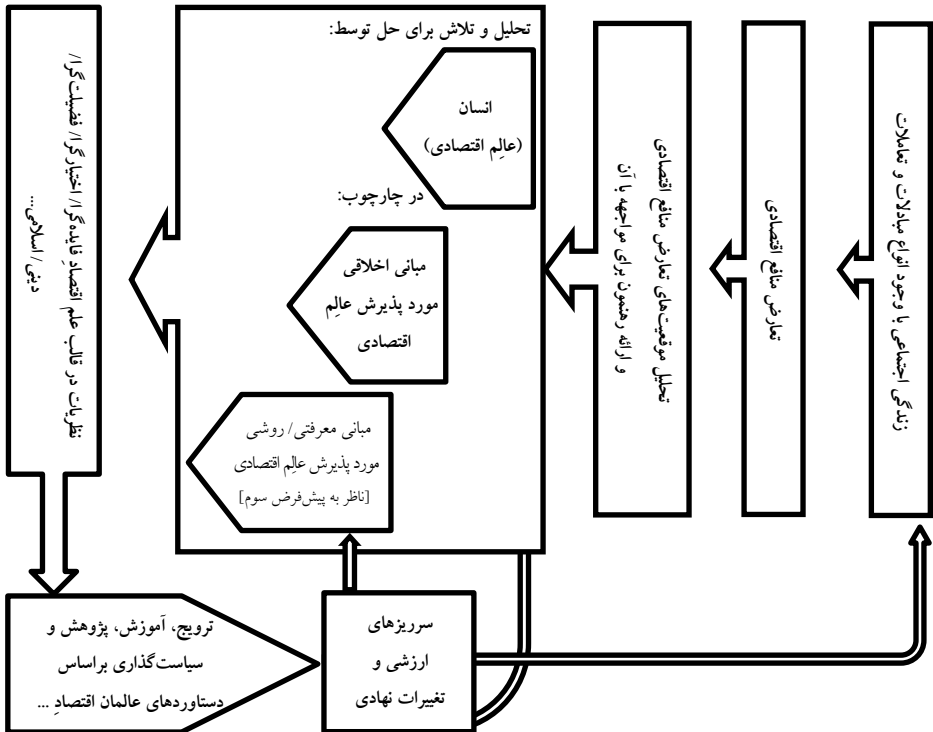 زندگی اجتماعی با وجود انواع مبادلات و تعاملات
تعارض منافع اقتصادی
تحلیل موقعیت‌های تعارض منافع اقتصادی
و ارائه رهنمون برای مواجهه با آن
تحلیل و تلاش برای حل توسط:
انسان
(عالِم اقتصادی)
در چارچوب:
مبانی اخلاقی
مورد پذیرش عالِم
اقتصادی
مبانی معرفتی/ روشی
مورد پذیرش عالِم اقتصادی
[ناظر به پیش‌فرض سوم]
نظریات در قالب علم اقتصادِ فایده‌گرا/ اختیارگرا/ فضیلت‌گرا/
دینی/ اسلامی...
ترویج، آموزش، پژوهش و
سیاست‌گذاری براساس
دستاوردهای عالمان اقتصادِ ...
سرریزهای
ارزشی و
تغییرات نهادی